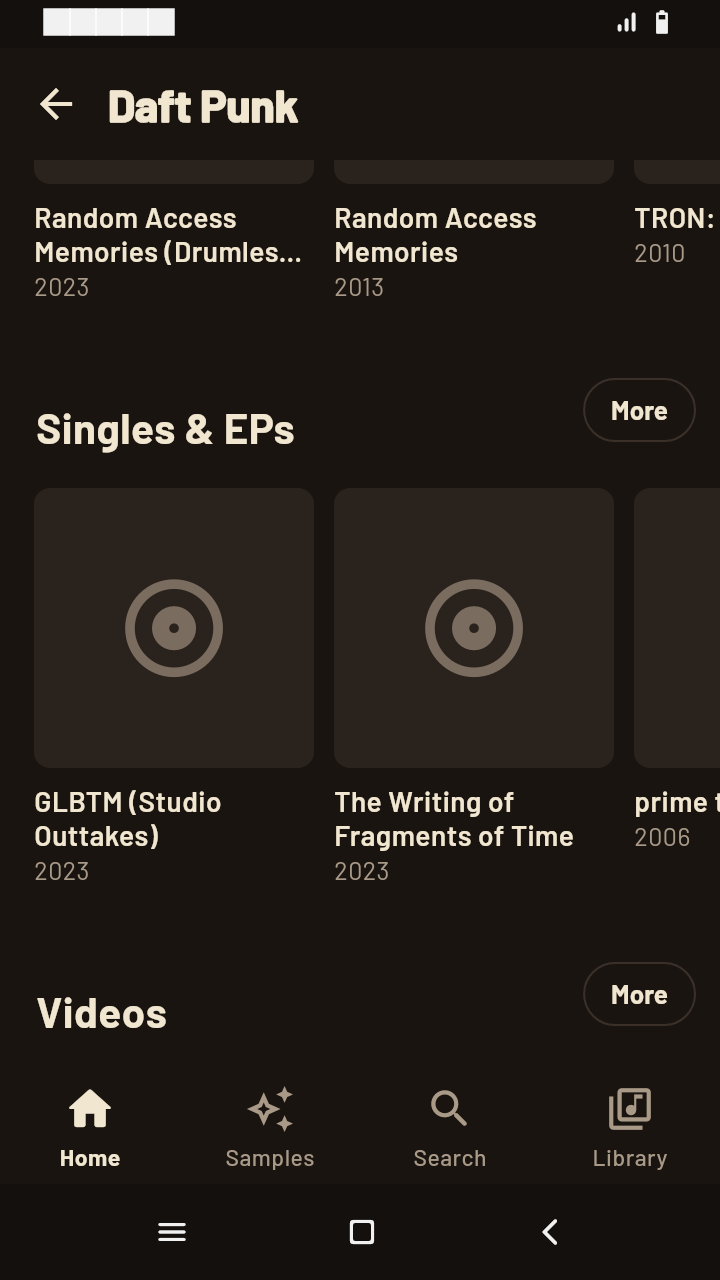 Daft Punk
Random Access
Memories (Drumles...
2023
Random Access
Memories
2013
TRON:
2010
Singles & EPs
More
GLBTM (Studio
Outtakes)
2023
The Writing of
Fragments of Time
2023
prime
2006
Videos
More
Home
Samples
Search
Library